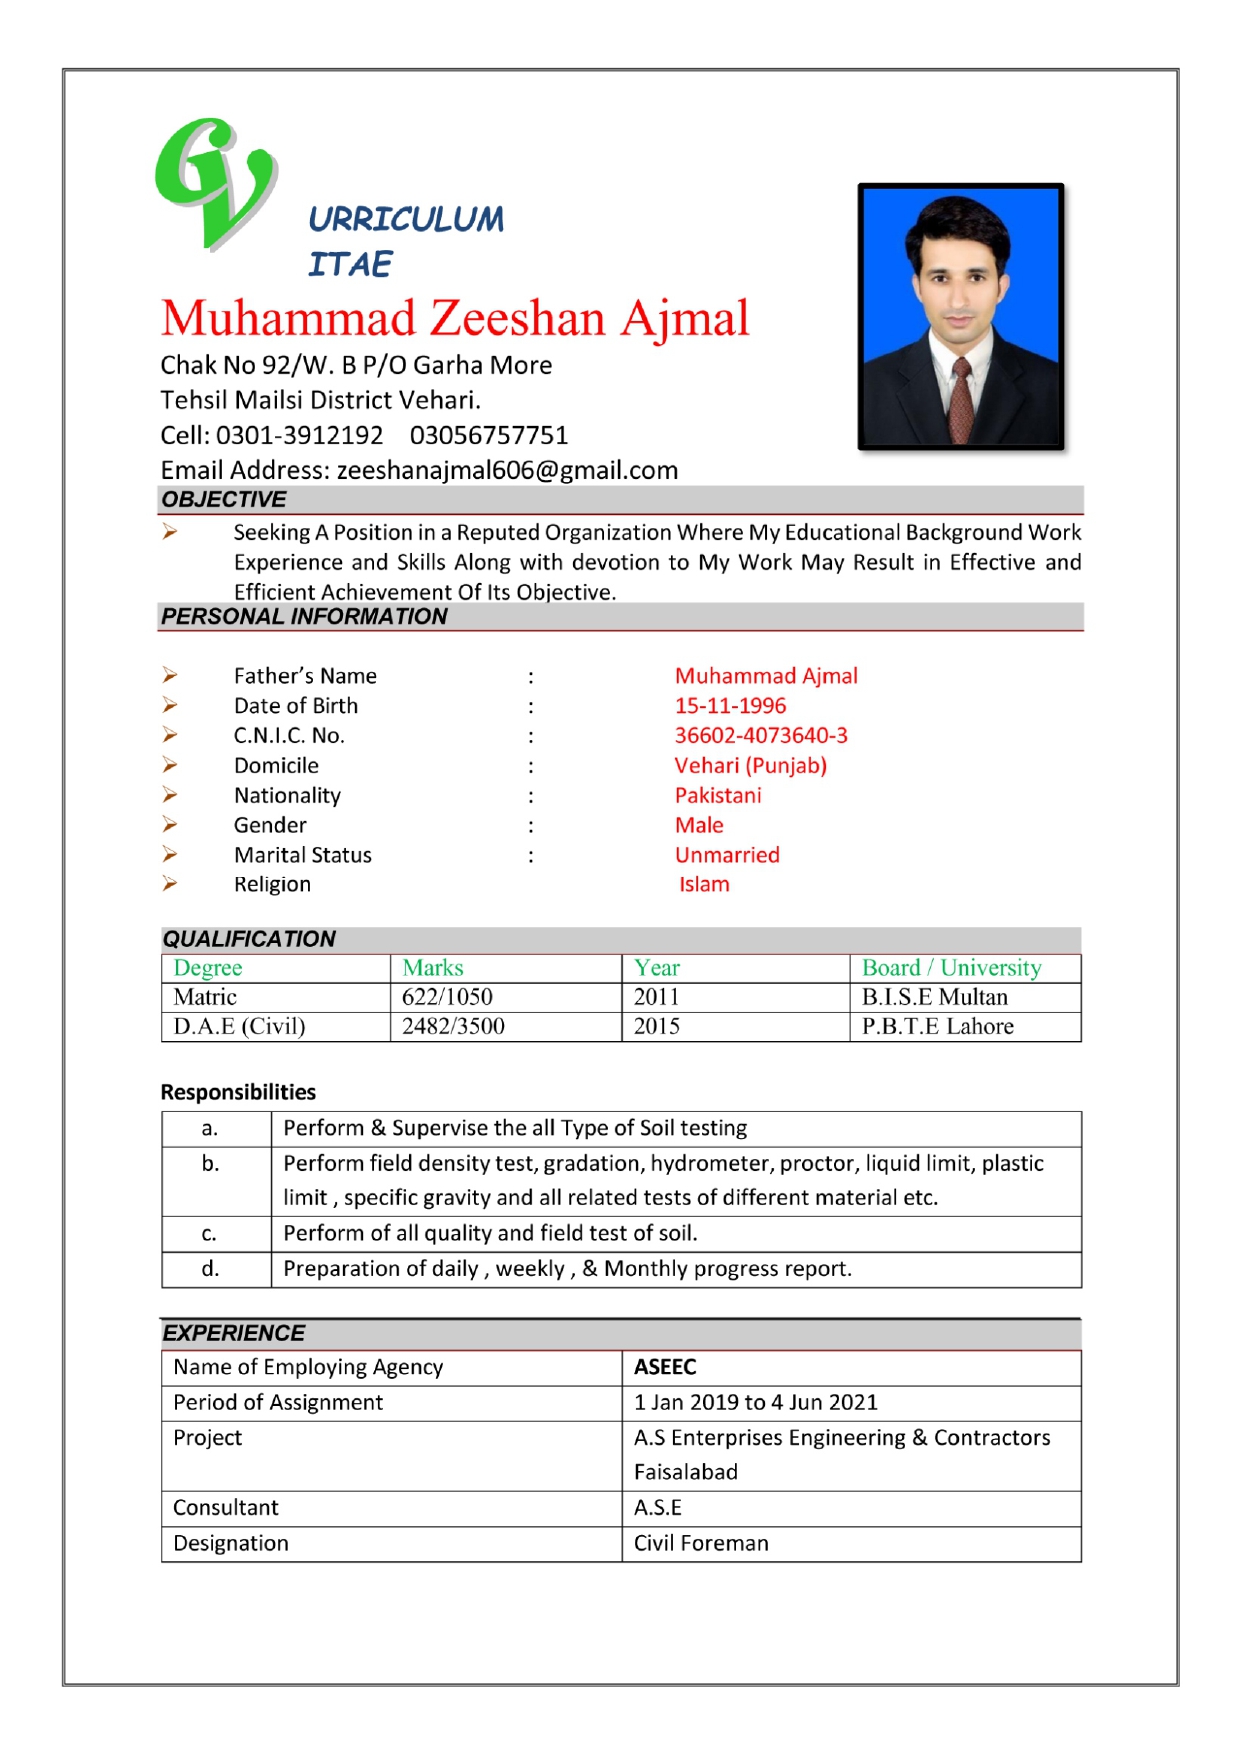 CV
URRICULUM
ITAE
Muhammad Zeeshan Ajmal
Chak No 92/W. B P/O Garha More
Tehsil Mailsi District Vehari.
Cell: 0301-3912192 03056757751
Email Address: zeeshanajmal606@gmail.com
OBJECTIVE
Seeking A Position in a Reputed Organization Where My Educational Background Work
Experience and Skills Along with devotion to My Work May Result in Effective and
Efficient Achievement Of Its Objective.
PERSONAL INFORMATION
Father’s Name : Muhammad Ajmal
Date of Birth : 15-11-1996
C.N.I.C. No. : 36602-4073640-3
Domicile : Vehari (Punjab)
Nationality : Pakistani
Gender : Male
Marital Status : Unmarried
Religion Islam
QUALIFICATION
Degree Marks Year Board / University
Matric 622/1050 2011 B.I.S.E Multan
D.A.E (Civil) 2482/3500 2015 P.B.T.E Lahore
Responsibilities
a. Perform & Supervise the all Type of Soil testing
b. Perform field density test, gradation, hydrometer, proctor, liquid limit, plastic
limit , specific gravity and all related tests of different material etc.
c. Perform of all quality and field test of soil.
d. Preparation of daily , weekly , & Monthly progress report.
EXPERIENCE
Name of Employing Agency ASEEC
Period of Assignment 1 Jan 2019 to 4 Jun 2021
Project A.S Enterprises Engineering & Contractors
Faisalabad
Consultant A.S.E
Designation Civil Foreman